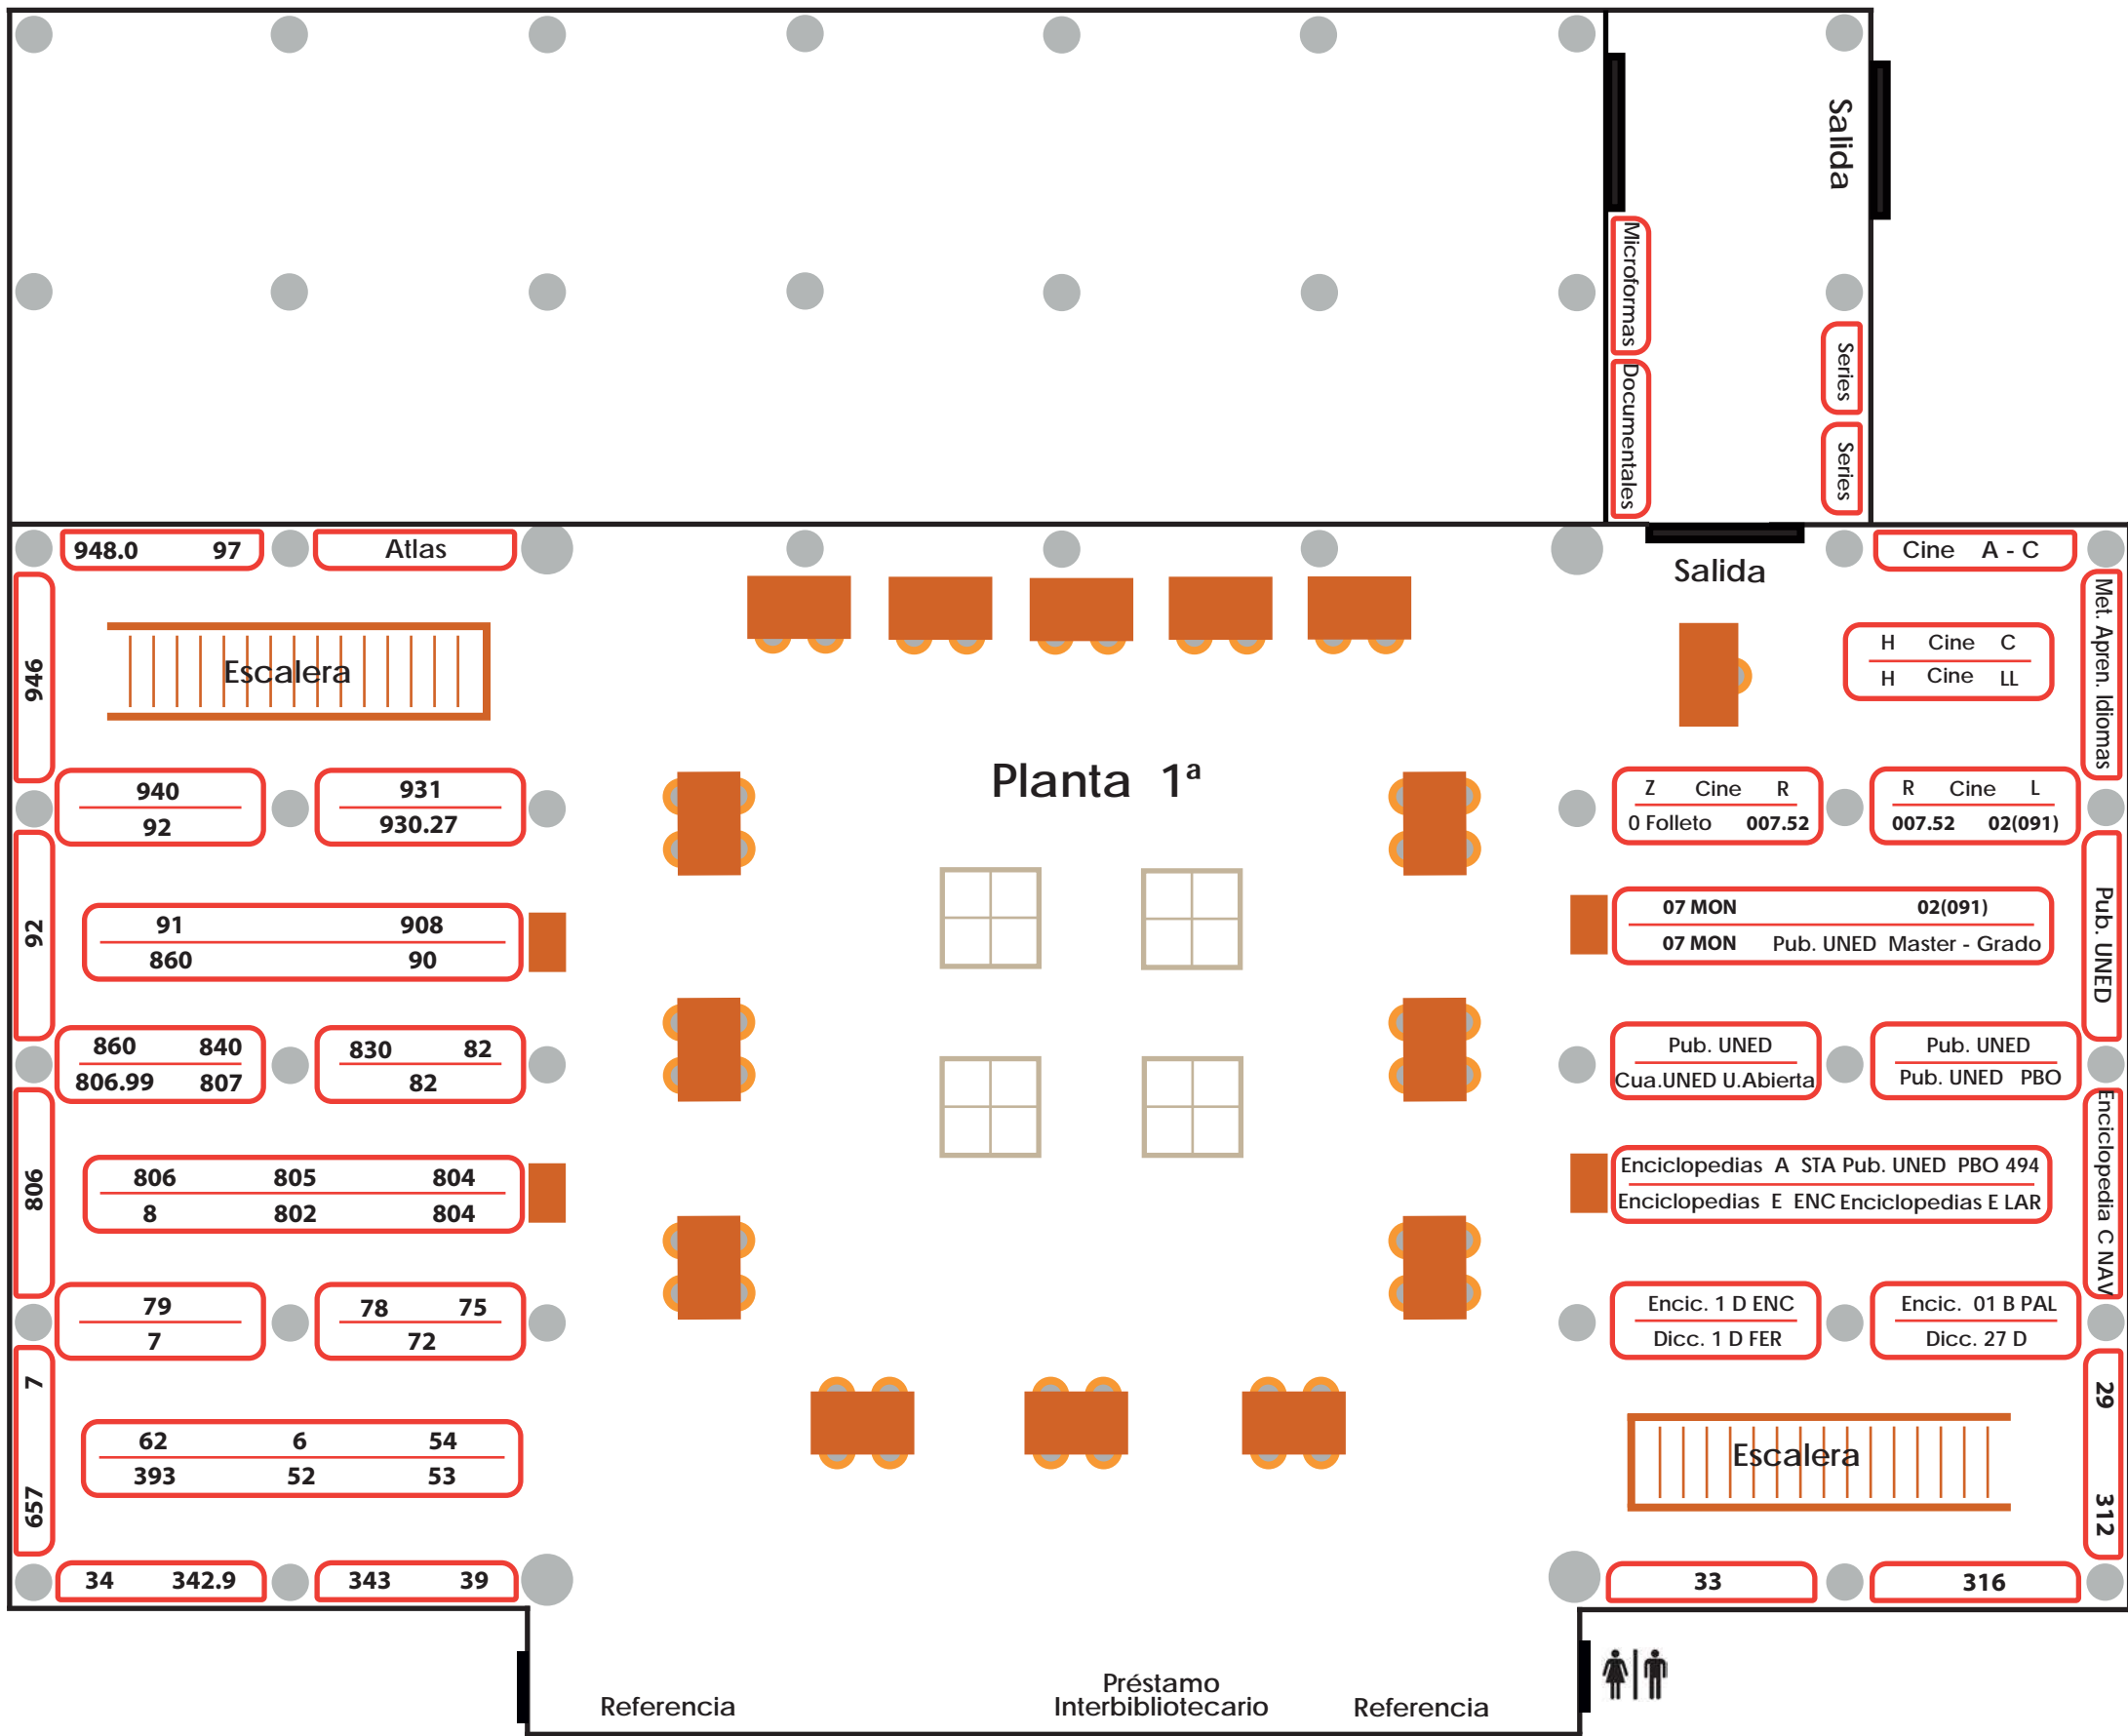 Salida
Microformas
Documentales
Series
Series
948.0 97
Atlas
Salida
Cine A - C
946
Escalera
Met. Apren. Idiomas
H Cine C
H Cine LL
Planta 1ª
940
92
931
930.27
Z Cine R
0 Folleto 007.52
R Cine L
007.52 02(091)
92
91 908
860 90
07 MON 02(091)
07 MON Pub. UNED Master - Grado
Pub. UNED
860 840
806.99 807
830 82
82
Pub. UNED
Cua.UNED U.Abierta
Pub. UNED
Pub. UNED PBO
806
806 805 804
8 802 804
Enciclopedias A STA Pub. UNED PBO 494
Enciclopedias E ENC Enciclopedias E LAR
Enciclopedia C NAV
79
7
78 75
72
Encic. 1 D ENC
Dicc. 1 D FER
Encic. 01 B PAL
Dicc. 27 D
657 7
62 6 54
393 52 53
Escalera
29 312
34 342.9
343 39
33
316
Referencia
Préstamo
Interbibliotecario
Referencia